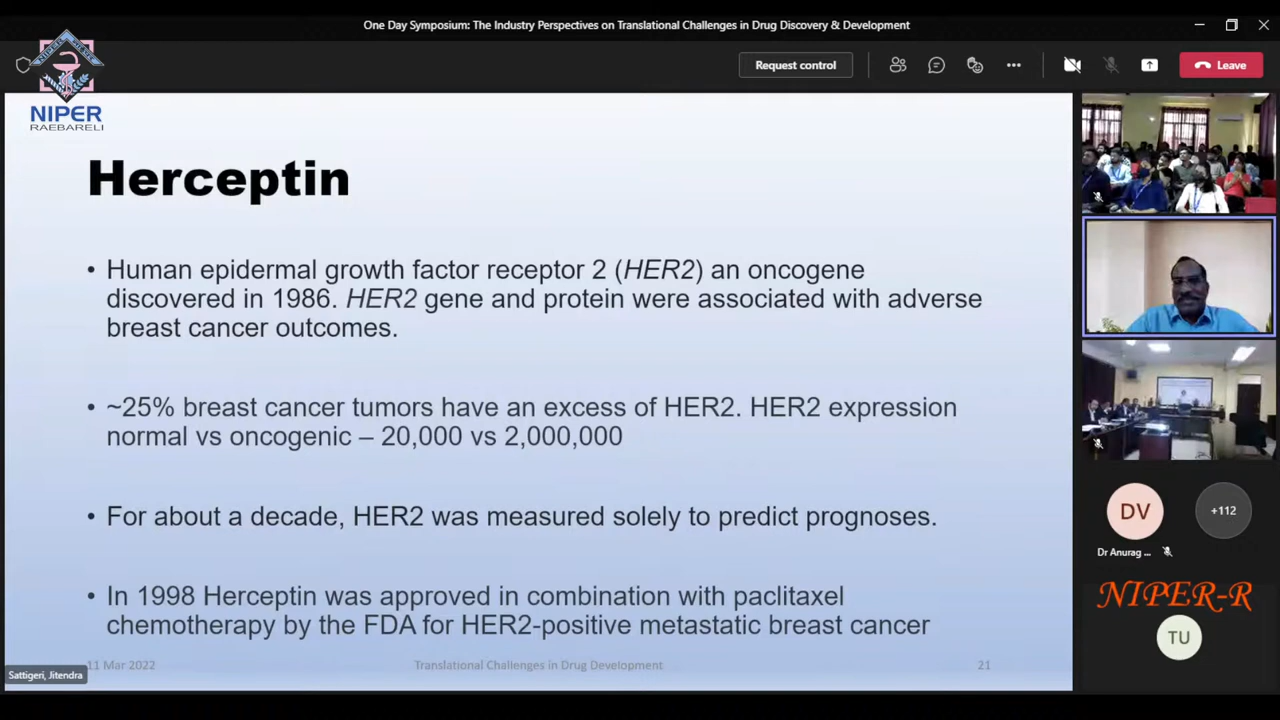 One Day Symposium: The Industry Perspectives on Translational Challenges in Drug Discovery & Development
Request control
Leave
NIPER
RAEBARELI
Herceptin
• Human epidermal growth factor receptor 2 (HER2) an oncogene
discovered in 1986. HER2 gene and protein were associated with adverse
breast cancer outcomes.
• ~25% breast cancer tumors have an excess of HER2. HER2 expression
normal vs oncogenic – 20,000 vs 2,000,000
• For about a decade, HER2 was measured solely to predict prognoses.
• In 1998 Herceptin was approved in combination with paclitaxel
chemotherapy by the FDA for HER2-positive metastatic breast cancer
11 Mar 2022
Translational Challenges in Drug Development
21
Sattigeri, Jitendra
DV
+112
Dr Anurag ...
NIPER-R
TU